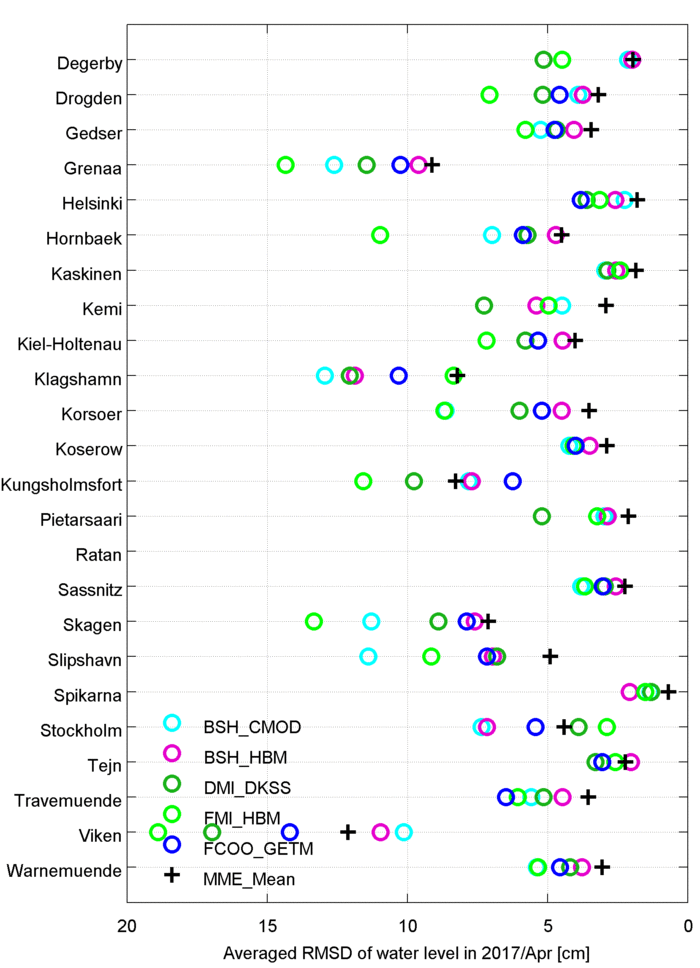 Degerby
Drogden
Gedser
Grenaa
Helsinki
Hornbaek
Kaskinen
Kemi
Kiel-Holtenau
Klagshamn
Korsoer
Koserow
Kungsholmsfort
Pietarsaari
Ratan
Sassnitz
Skagen
Slipshavn
Spikarna
Stockholm
Tejn
Travemuende
Viken
Warnemuende
BSH_CMOD
BSH_HBM
DMI_DKSS
FMI_HBM
FCOO_GETM
MME_Mean
20 15 10 5 0
Averaged RMSD of water level in 2017/Apr [cm]